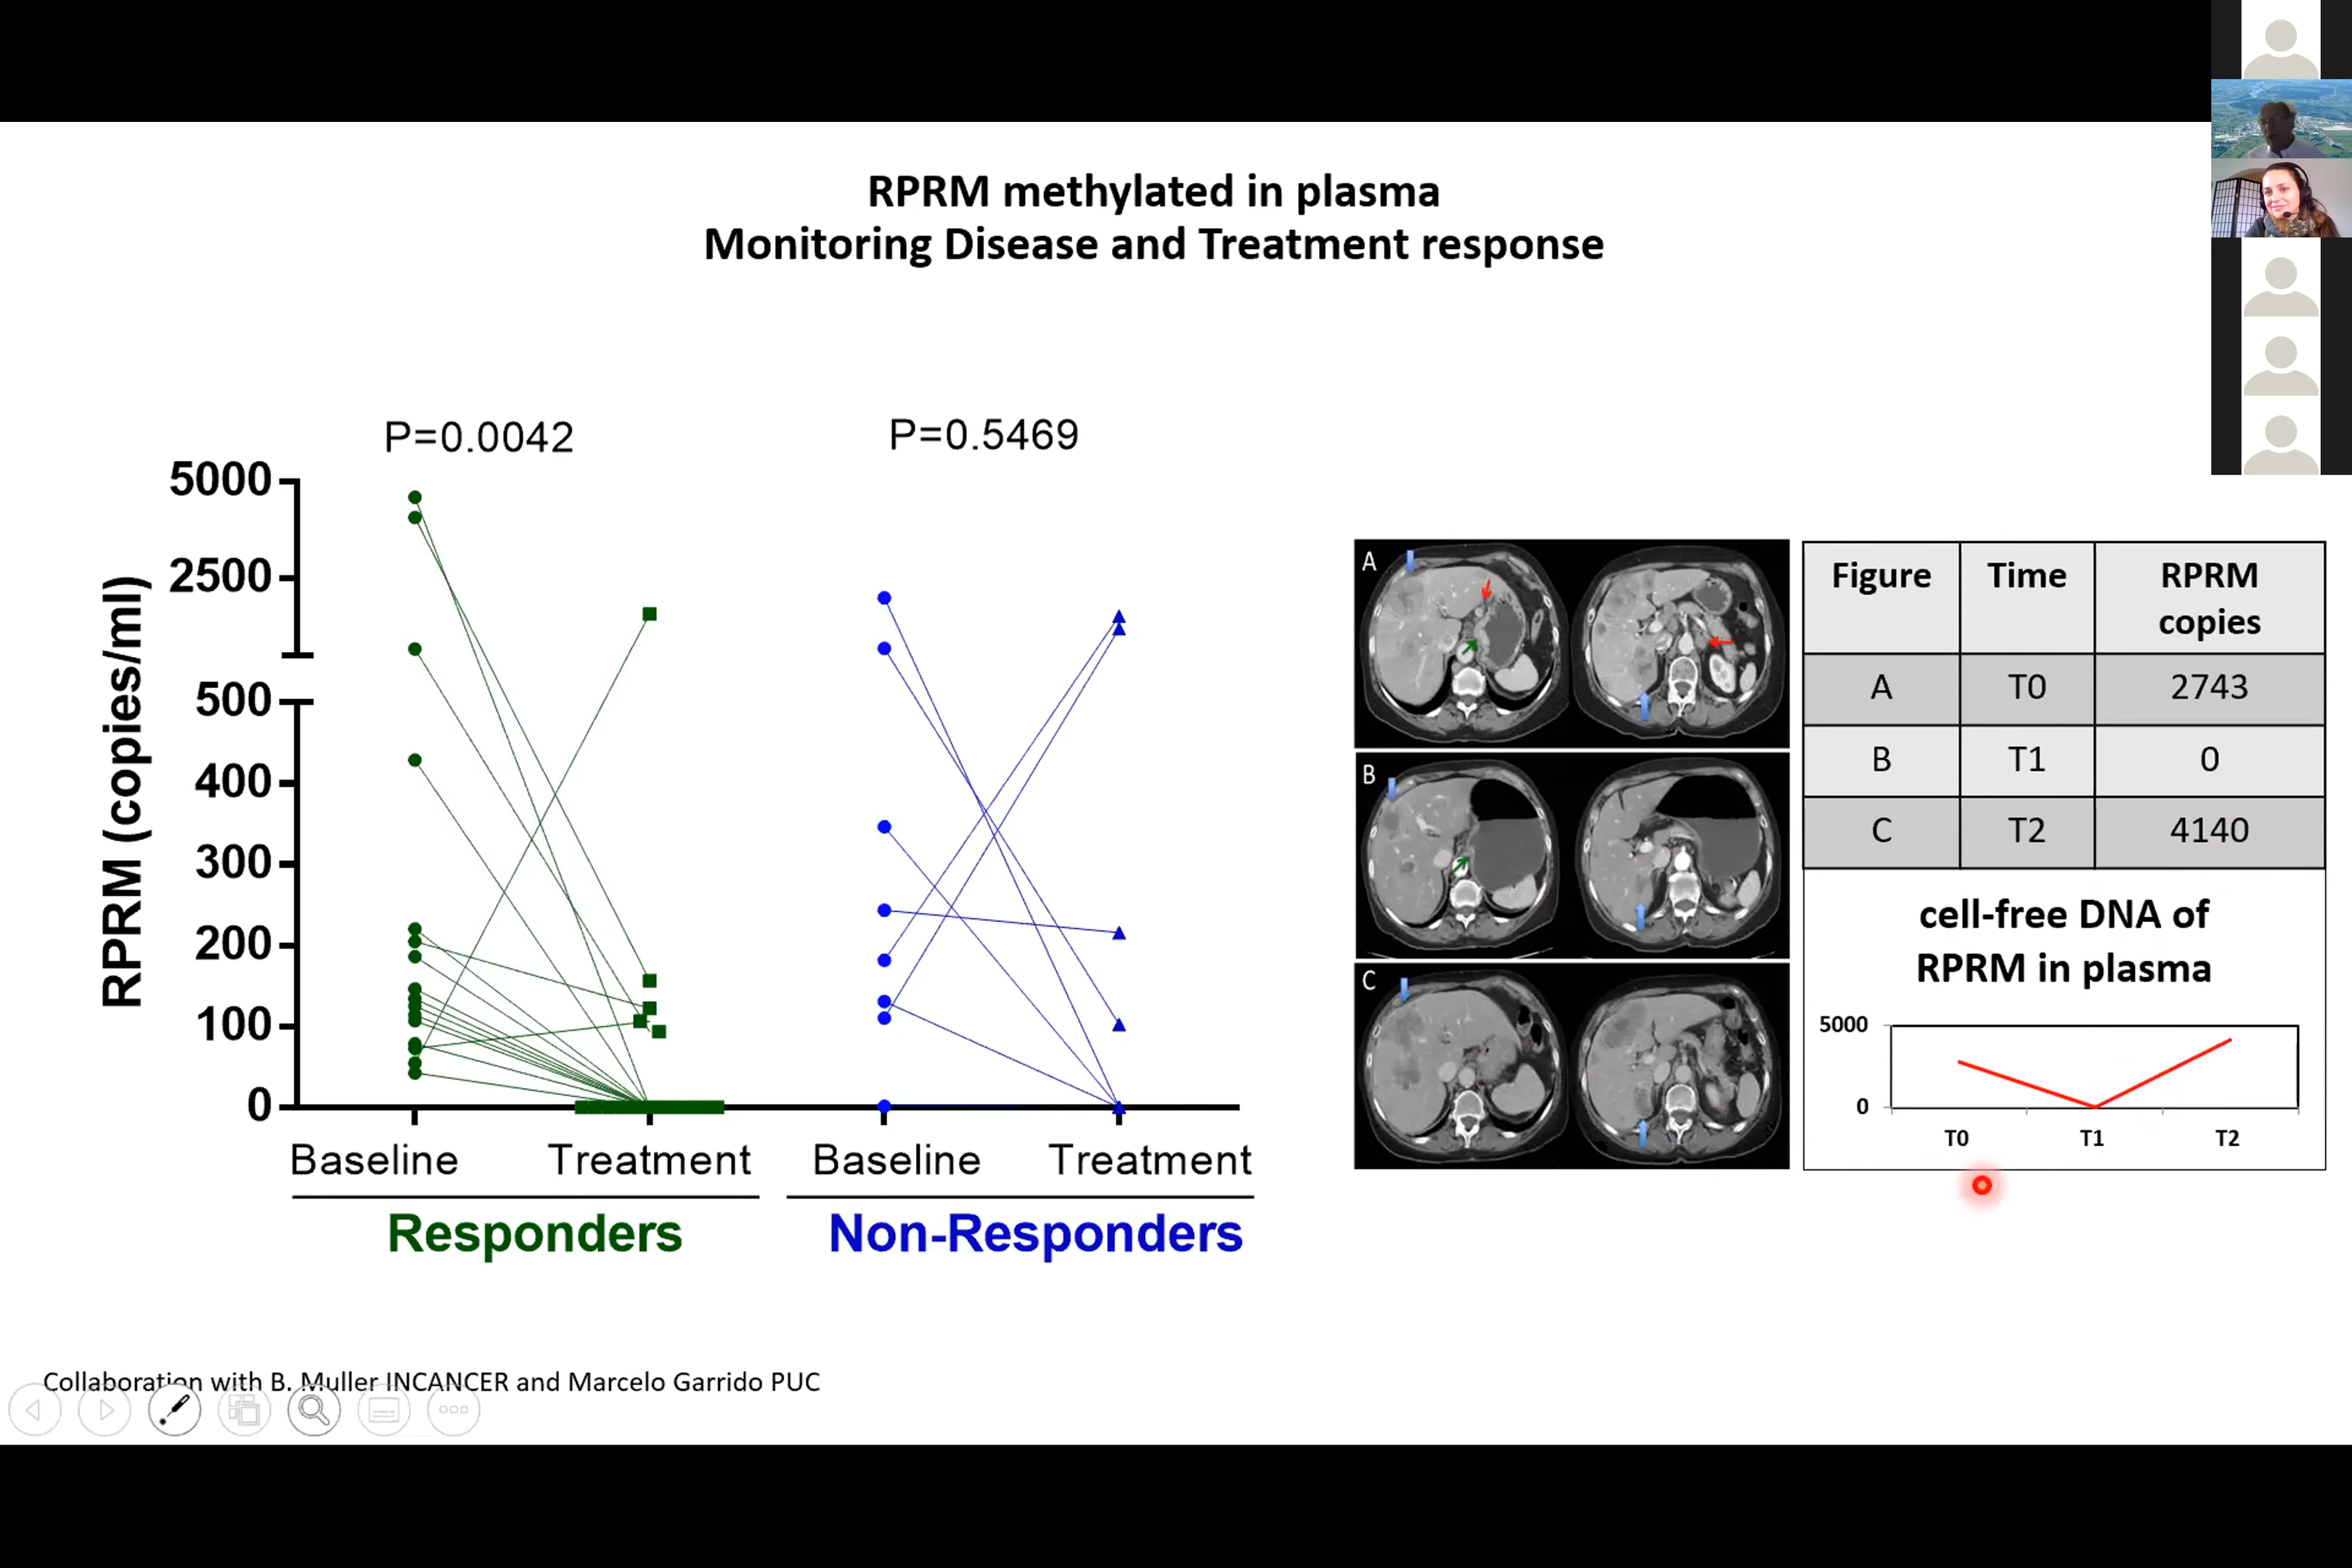 RPRM methylated in plasma
Monitoring Disease and Treatment response
P=0.0042
P=0.5469
RPRM (copies/ml)
5000
2500
500
400
300
200
100
0
Baseline
Treatment
Baseline
Treatment
Responders
Non-Responders
A
B
C
Figure Time RPRM copies
A T0 2743
B T1 0
C T2 4140
cell-free DNA of
RPRM in plasma
5000
0
T0 T1 T2
Collaboration with B. Muller INCANCER and Marcelo Garrido PUC